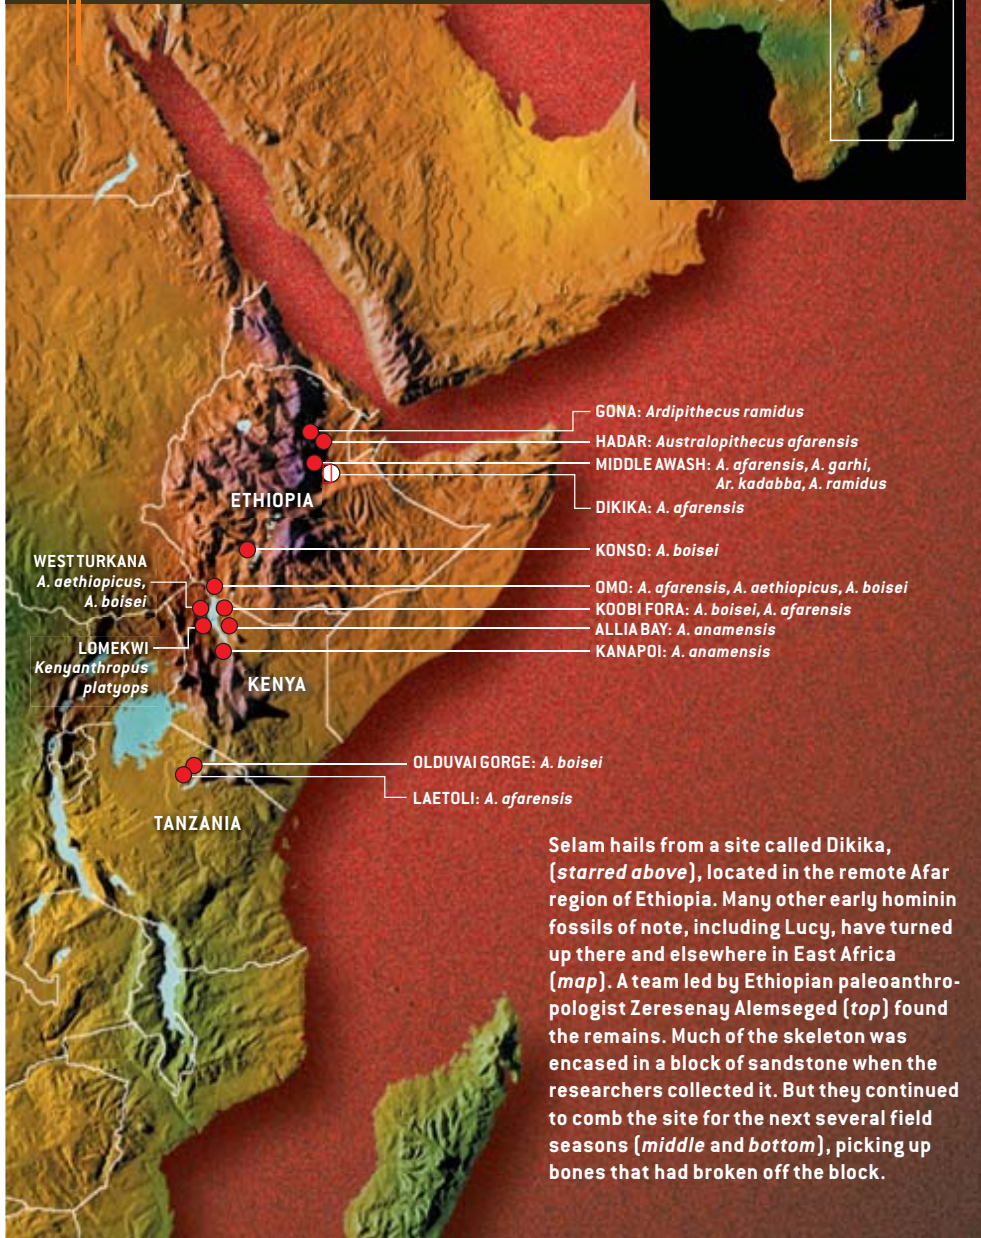 GONA: Ardipithecus ramidus
HADAR: Australopithecus afarensis
MIDDLE AWASH: A. afarensis, A. garhi,
Ar. kadabba, A. ramidus
ETHIOPIA
DIKIKA: A. afarensis
KONSO: A. boisei
WEST TURKANA
A. aethiopicus,
A. boisei
OMO: A. afarensis, A. aethiopicus, A. boisei
KOOBI FORA: A. boisei, A. afarensis
ALLIA BAY: A. anamensis
LOMEKWI
Kenyanthropus
platyops
KANAPOI: A. anamensis
KENYA
OLDUVAI GORGE: A. boisei
LAETOLI: A. afarensis
TANZANIA
Selam hails from a site called Dikika,
(starred above), located in the remote Afar
region of Ethiopia. Many other early hominin
fossils of note, including Lucy, have turned
up there and elsewhere in East Africa
(map). A team led by Ethiopian paleoanthro-
pologist Zeresenay Alemseged (top) found
the remains. Much of the skeleton was
encased in a block of sandstone when the
researchers collected it. But they continued
to comb the site for the next several field
seasons (middle and bottom), picking up
bones that had broken off the block.